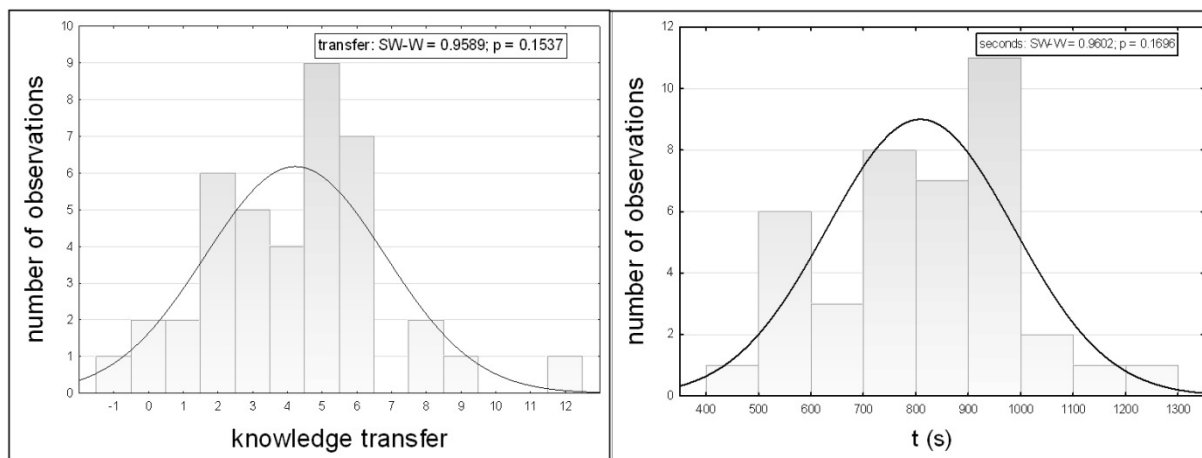 10
9
8
7
6
5
4
3
2
1
0
number of observations
transfer: SW-W = 0.9589; p = 0.1537
-1 0 1 2 3 4 5 6 7 8 9 10 11 12
knowledge transfer
12
10
8
6
4
2
0
number of observations
seconds: SW-W = 0.9602; p = 0.1696
400 500 600 700 800 900 1000 1100 1200 1300
t (s)